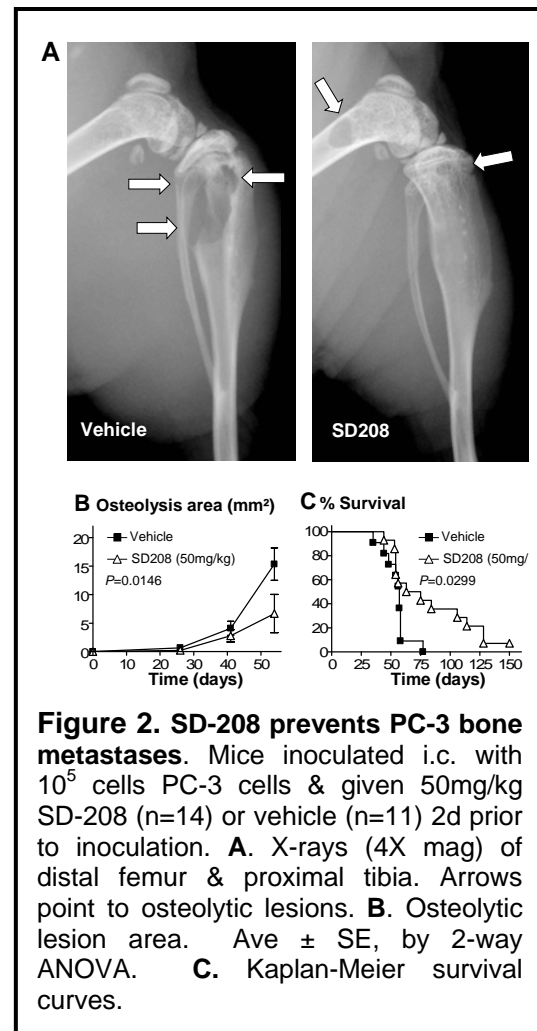 A
Vehicle
SD208
B Osteolysis area (mm²)
20
15
10
5
0
Vehicle
SD208 (50mg/kg)
P=0.0146
0 10 20 30 40 50
Time (days)
C % Survival
100
80
60
40
20
0
Vehicle
SD208 (50mg/
P=0.0299
0 25 50 75 100 125 150
Time (days)
Figure 2. SD-208 prevents PC-3 bone
metastases. Mice inoculated i.c. with
10⁵ cells PC-3 cells & given 50mg/kg
SD-208 (n=14) or vehicle (n=11) 2d prior
to inoculation. A. X-rays (4X mag) of
distal femur & proximal tibia. Arrows
point to osteolytic lesions. B. Osteolytic
lesion area. Ave ± SE, by 2-way
ANOVA. C. Kaplan-Meier survival
curves.